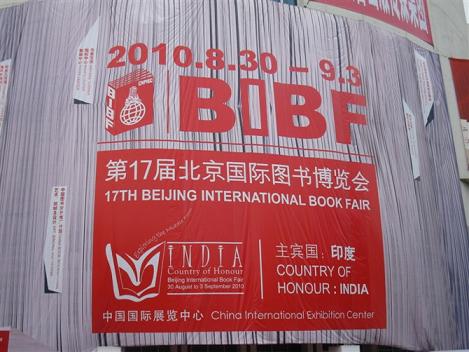 2010.8.30 - 9.3
BIBF
BIBF
第17届北京国际图书博览会
17TH BEIJING INTERNATIONAL BOOK FAIR
INDIA
Country of Honour
Beijing International Book Fair
30 August to 3 September 2010
主宾国：印度
COUNTRY OF
HONOUR : INDIA
中国国际展览中心 China International Exhibition Center